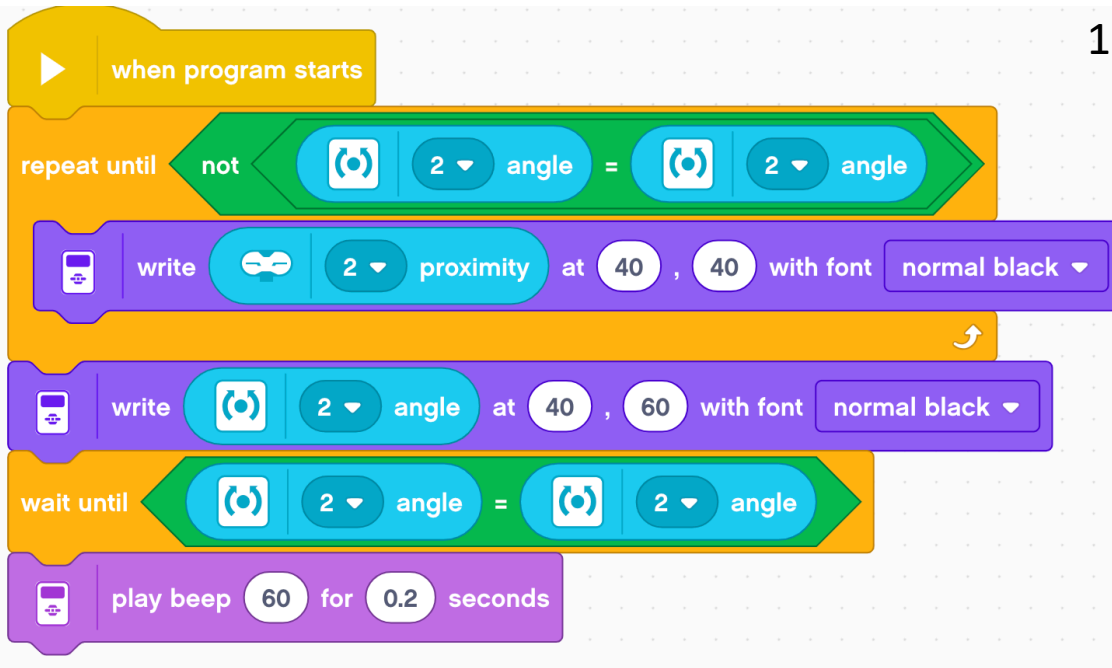 1
when program starts
repeat until not 2 angle = 2 angle
write 2 proximity at 40 , 40 with font normal black
write 2 angle at 40 , 60 with font normal black
wait until 2 angle = 2 angle
play beep 60 for 0.2 seconds